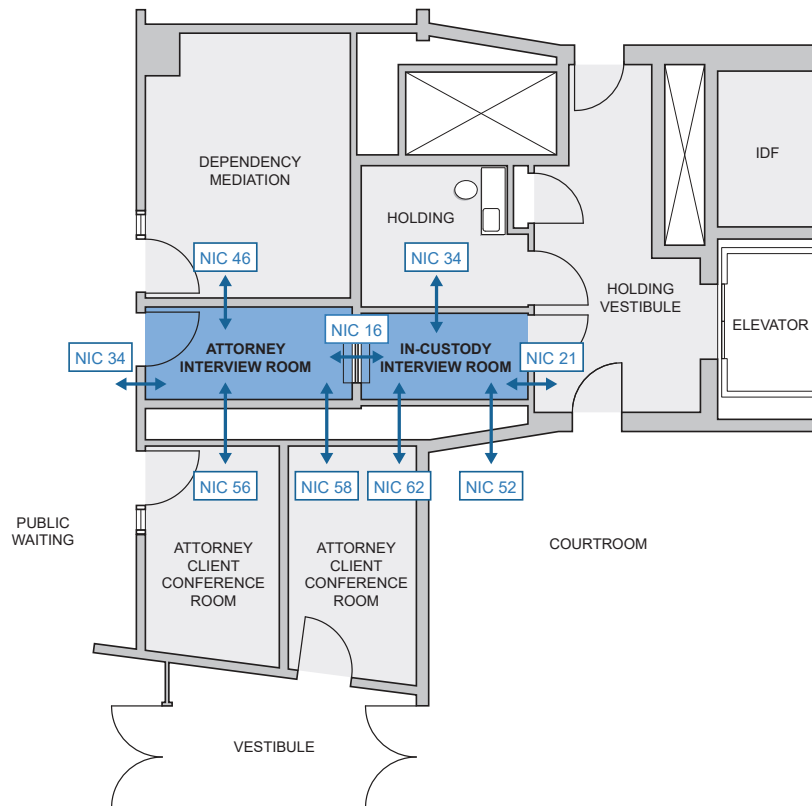 IDF
DEPENDENCY
MEDIATION
HOLDING
NIC 46
NIC 34
HOLDING
VESTIBULE
ELEVATOR
NIC 16
ATTORNEY
INTERVIEW ROOM
IN-CUSTODY
INTERVIEW ROOM
NIC 34
NIC 21
NIC 56
NIC 58
NIC 62
NIC 52
PUBLIC
WAITING
COURTROOM
ATTORNEY
CLIENT
CONFERENCE
ROOM
ATTORNEY
CLIENT
CONFERENCE
ROOM
VESTIBULE